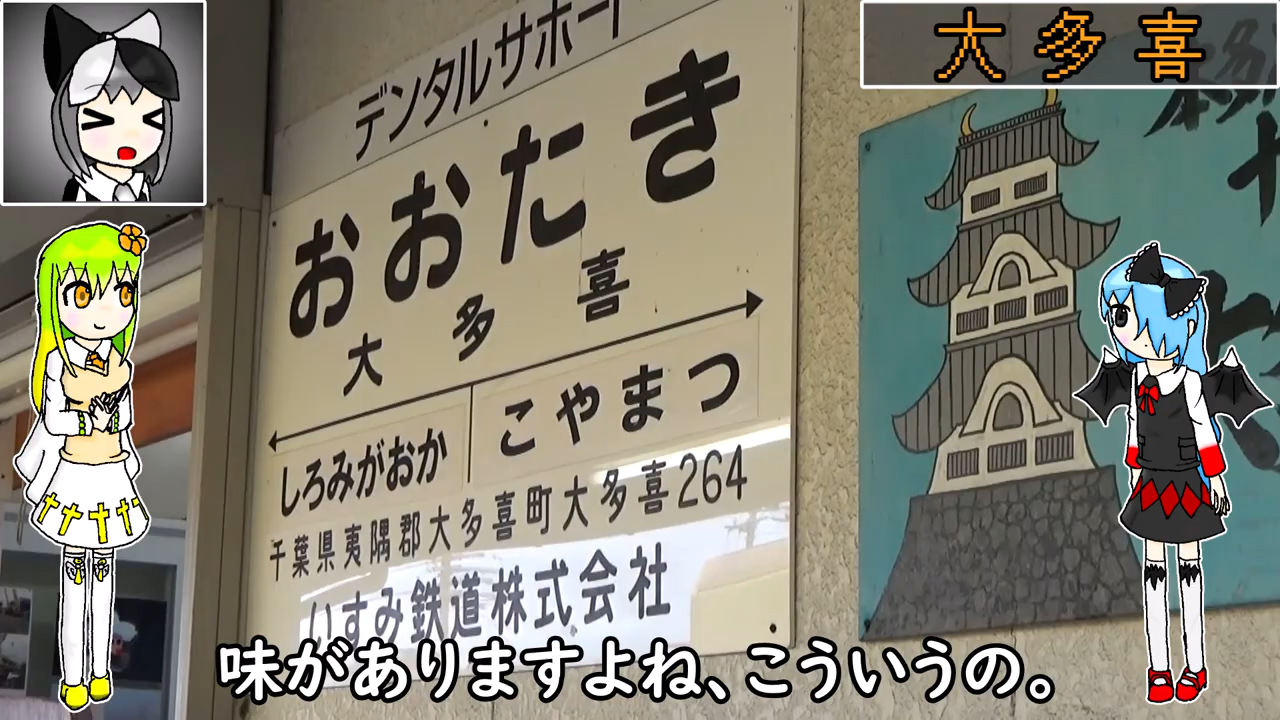 大多喜
デンタルサポート
おおたき
大多喜
しろみがおか
こやまつ
千葉県夷隅郡大多喜町大多喜264
いすみ鉄道株式会社
味がありますよね、こういうの。